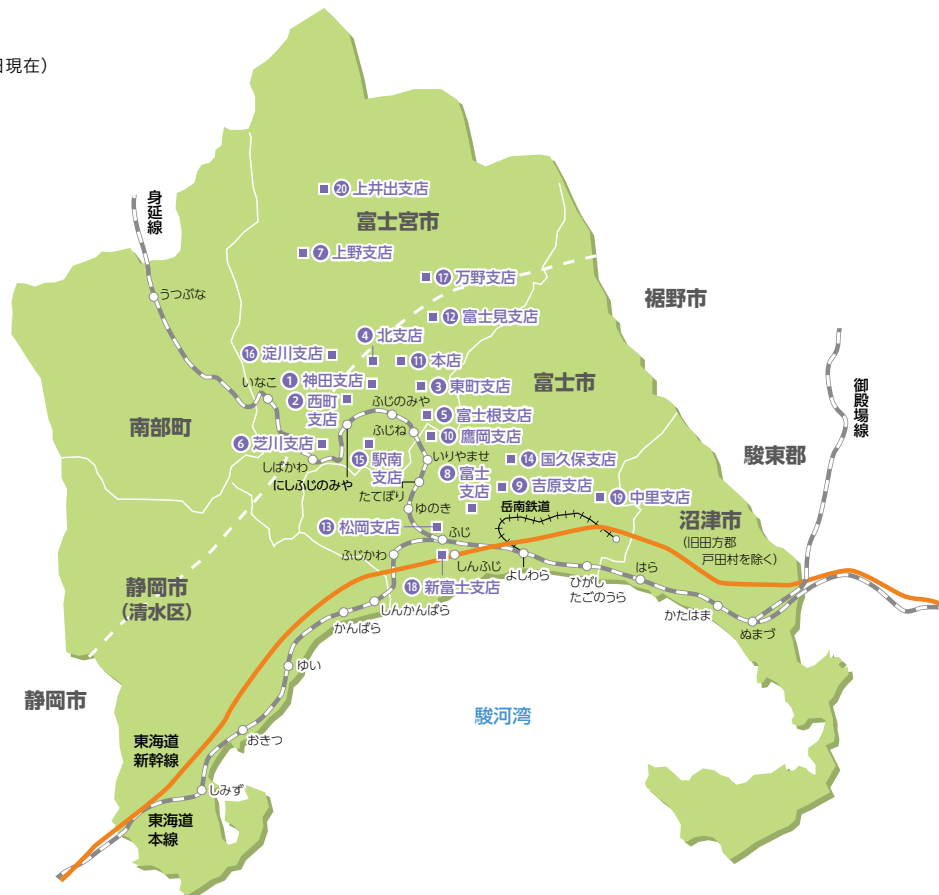 日現在）
身延線
⑳ 上井出支店
富士宮市
⑦ 上野支店
⑰ 万野支店
裾野市
うつぶな
⑫ 富士見支店
④ 北支店
⑯ 淀川支店
⑪ 本店
いなこ
① 神田支店
③ 東町支店
富士市
御殿場線
② 西町
支店
ふじのみや
⑤ 富士根支店
南部町
ふじね
⑩ 鷹岡支店
⑥ 芝川支店
しばかわ
にしふじのみや
⑮ 駅南
支店
いりやませ
⑭ 国久保支店
駿東郡
たてぼり
⑧ 富士
支店
⑨ 吉原支店
⑲ 中里支店
岳南鉄道
ゆのき
⑬ 松岡支店
ふじ
沼津市
（旧田方郡
戸田村を除く）
ふじかわ
しんふじ
よしわら
ひがし
たごのうら
はら
⑱ 新富士支店
静岡市
（清水区）
しんかんばら
かたはま
かんばら
ぬまづ
ゆい
静岡市
駿河湾
東海道
新幹線
おきつ
しみず
東海道
本線